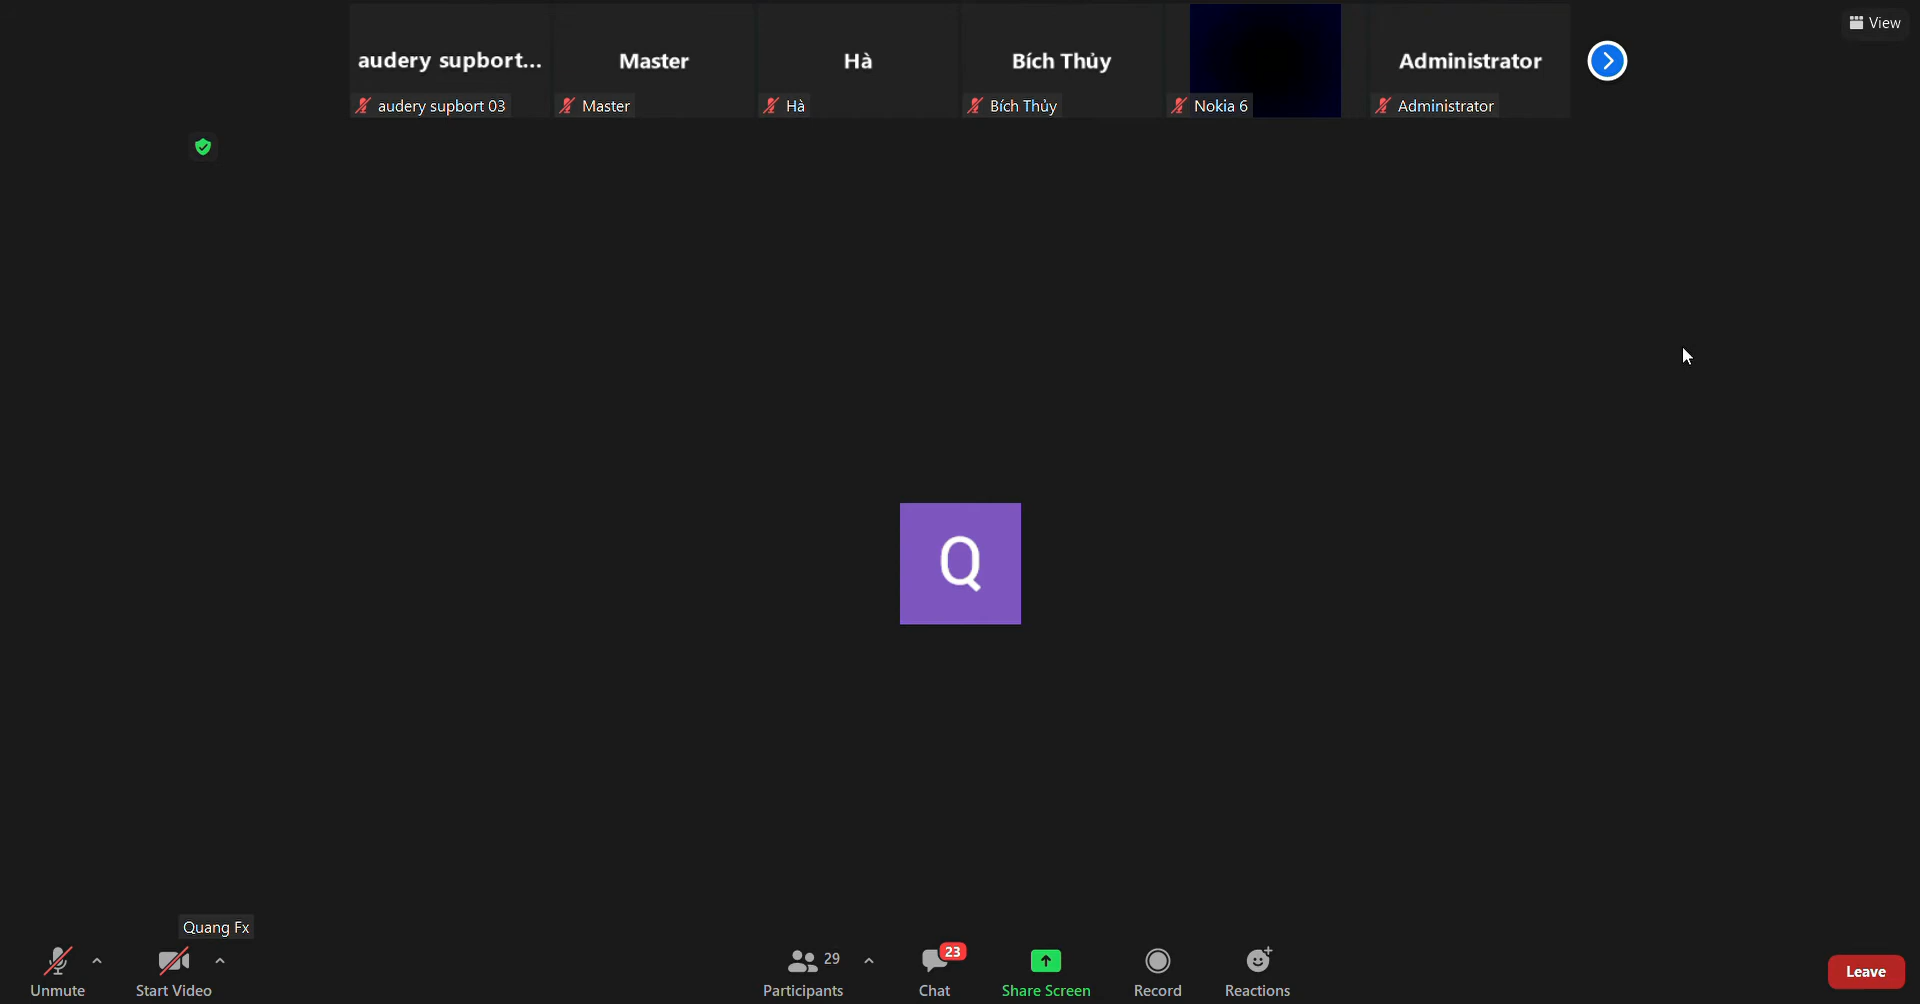 audery supbort... Master Hà Bích Thủy Administrator View
audery supbort 03 Master Hà Bích Thủy Nokia 6 Administrator
Q
Quang Fx
29 23
Unmute Start Video Participants Chat Share Screen Record Reactions Leave